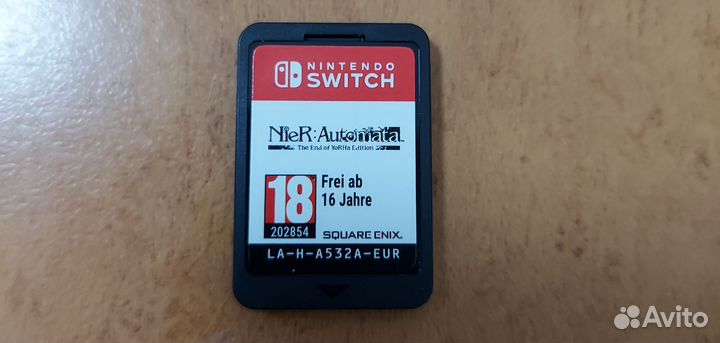 NINTENDO
SWITCH
NieR:Automata™
The End of YoRHa Edition
18
Frei ab
16 Jahre
202854
SQUARE ENIX.
LA-H-A532A-EUR
Avito